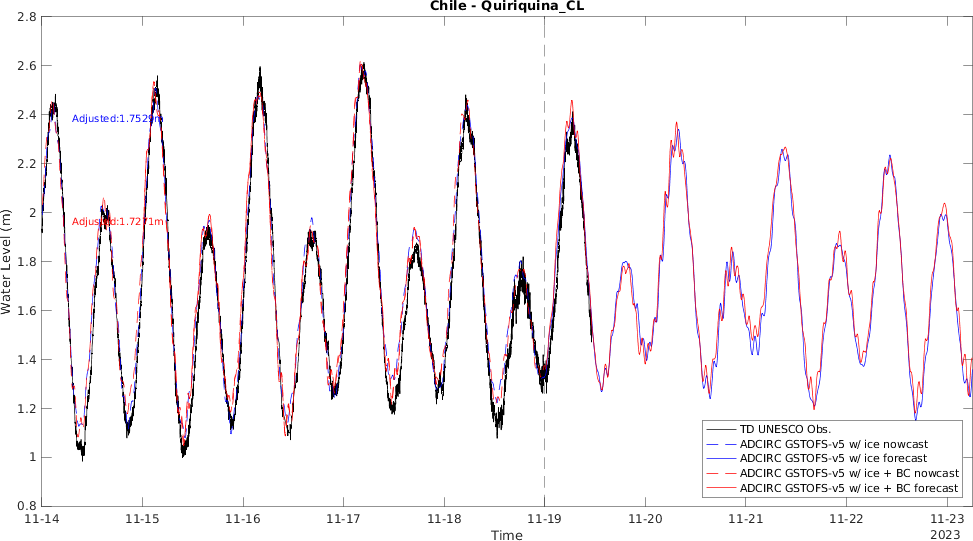 Chile - Quiriquina_CL
2.8
2.6
2.4
2.2
2
1.8
1.6
1.4
1.2
1
0.8
Water Level (m)
Adjusted:1.7529m
Adjusted:1.7271m
TD UNESCO Obs.
ADCIRC GSTOFS-v5 w/ ice nowcast
ADCIRC GSTOFS-v5 w/ ice forecast
ADCIRC GSTOFS-v5 w/ ice + BC nowcast
ADCIRC GSTOFS-v5 w/ ice + BC forecast
11-14 11-15 11-16 11-17 11-18 11-19 11-20 11-21 11-22 11-23
2023
Time